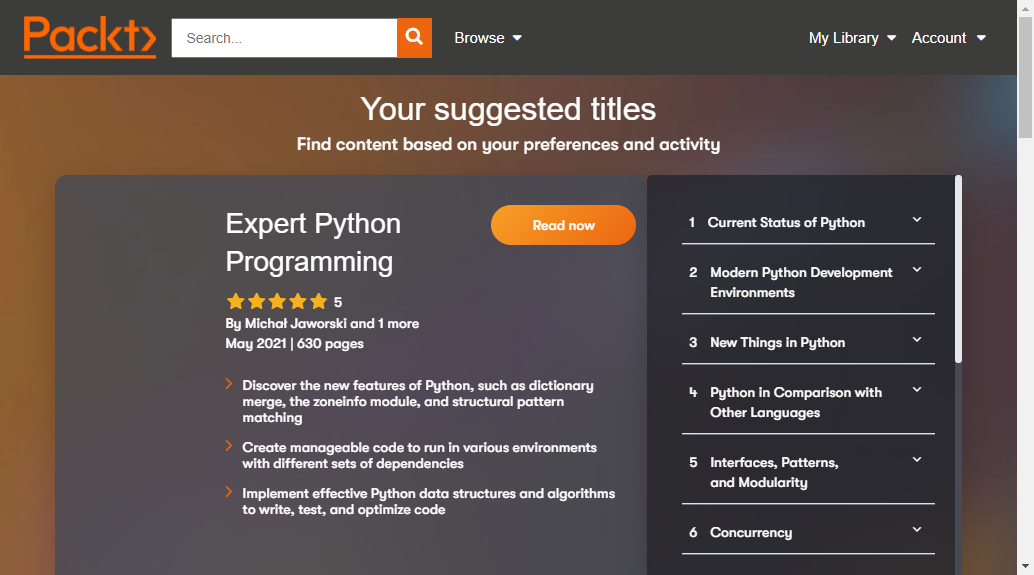 Packt>
Search...
Browse
My Library
Account
Your suggested titles
Find content based on your preferences and activity
Expert Python
Programming
Read now
5
By Michał Jaworski and 1 more
May 2021 | 630 pages
Discover the new features of Python, such as dictionary
merge, the zoneinfo module, and structural pattern
matching
Create manageable code to run in various environments
with different sets of dependencies
Implement effective Python data structures and algorithms
to write, test, and optimize code
1 Current Status of Python
2 Modern Python Development
Environments
3 New Things in Python
4 Python in Comparison with
Other Languages
5 Interfaces, Patterns,
and Modularity
6 Concurrency